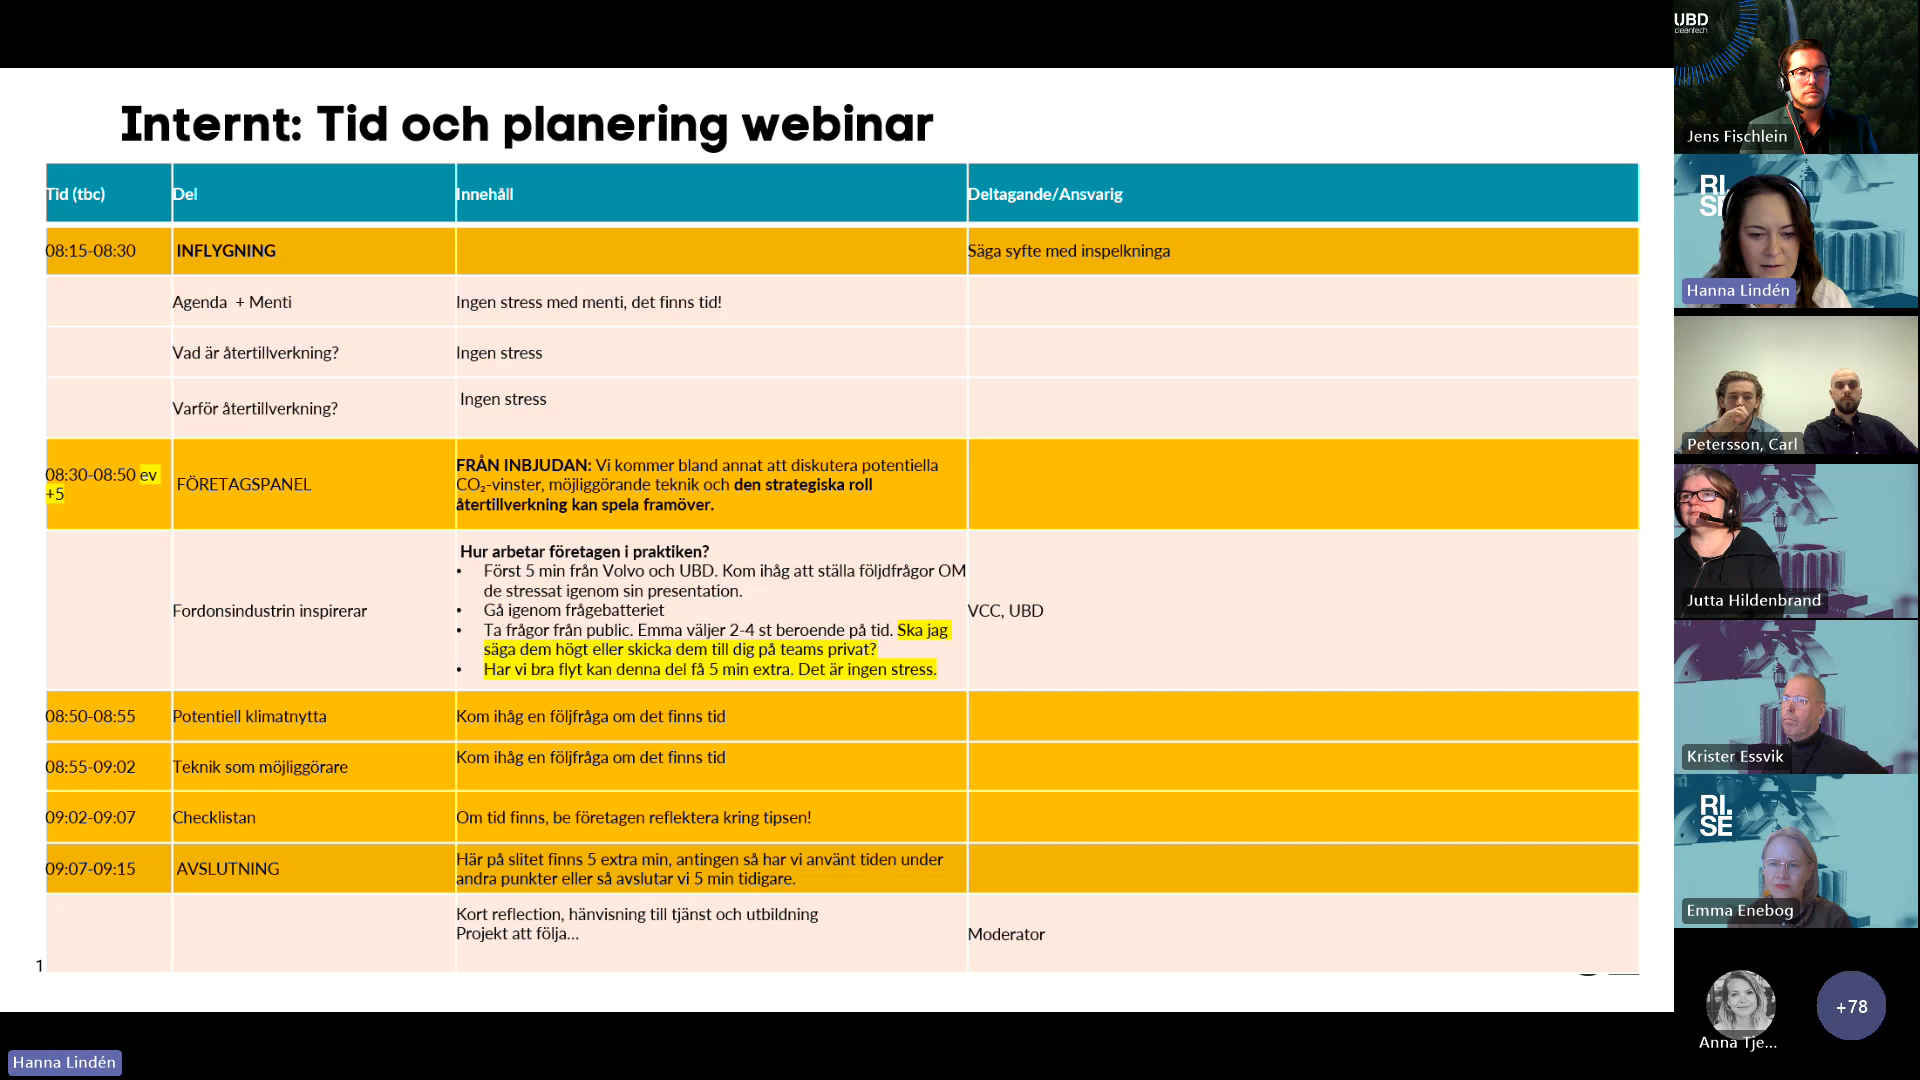 Internt: Tid och planering webinar
Tid (tbc)
Del
Innehåll
Deltagande/Ansvarig
08:15-08:30
INFLYGNING
Säga syfte med inspelkninga
Agenda + Menti
Ingen stress med menti, det finns tid!
Vad är återtillverkning?
Ingen stress
Varför återtillverkning?
Ingen stress
08:30-08:50 ev
+5
FÖRETAGSPANEL
FRÅN INBJUDAN: Vi kommer bland annat att diskutera potentiella
CO₂-vinster, möjliggörande teknik och den strategiska roll
återtillverkning kan spela framöver.
Fordonsindustrin inspirerar
Hur arbetar företagen i praktiken?
• Först 5 min från Volvo och UBD. Kom ihåg att ställa följdfrågor OM
de stressat igenom sin presentation.
• Gå igenom frågebatteriet
• Ta frågor från public. Emma väljer 2-4 st beroende på tid. Ska jag
säga dem högt eller skicka dem till dig på teams privat?
• Har vi bra flyt kan denna del få 5 min extra. Det är ingen stress.
VCC, UBD
08:50-08:55
Potentiell klimatnytta
Kom ihåg en följfråga om det finns tid
08:55-09:02
Teknik som möjliggörare
Kom ihåg en följfråga om det finns tid
09:02-09:07
Checklistan
Om tid finns, be företagen reflektera kring tipsen!
09:07-09:15
AVSLUTNING
Här på slitet finns 5 extra min, antingen så har vi använt tiden under
andra punkter eller så avslutar vi 5 min tidigare.
Kort reflection, hänvisning till tjänst och utbildning
Projekt att följa...
Moderator
1
Hanna Lindén
UBD
cleantech
Jens Fischlein
RI.
SE
Hanna Lindén
Petersson, Carl
Jutta Hildenbrand
Krister Essvik
RI.
SE
Emma Enebog
Anna Tje...
+78